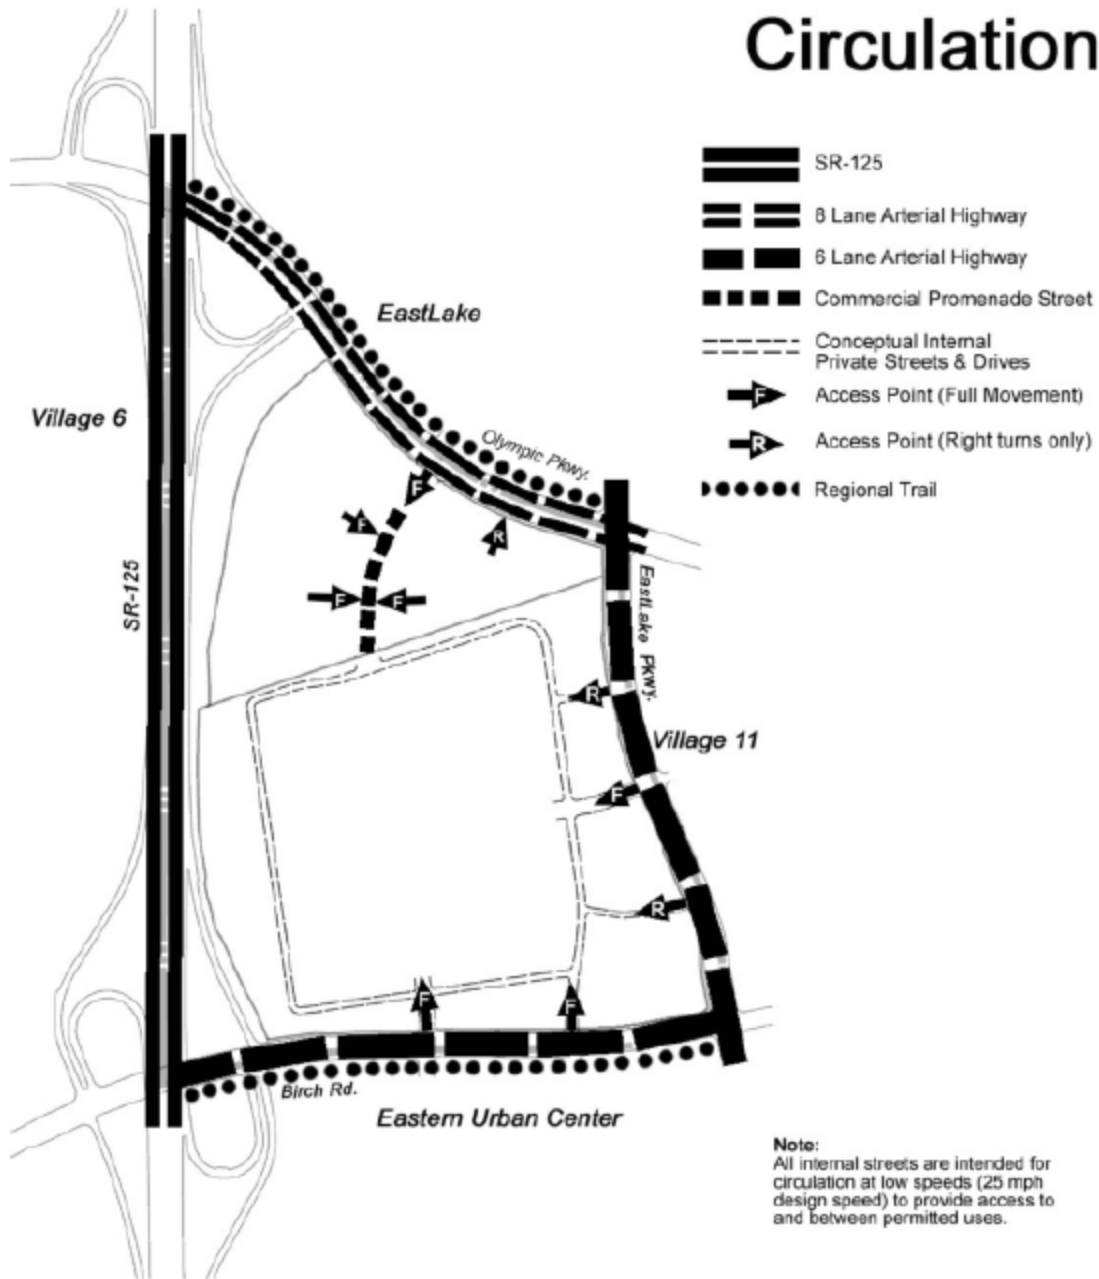 Circulation
SR-125
8 Lane Arterial Highway
6 Lane Arterial Highway
Commercial Promenade Street
Conceptual Internal
Private Streets & Drives
F
Access Point (Full Movement)
R
Access Point (Right turns only)
Regional Trail
EastLake
Village 6
Olympic Pkwy.
F
F
R
SR-125
EastLake PKWY.
F
F
R
Village 11
F
R
F
F
Birch Rd.
Eastern Urban Center
Note:
All internal streets are intended for
circulation at low speeds (25 mph
design speed) to provide access to
and between permitted uses.